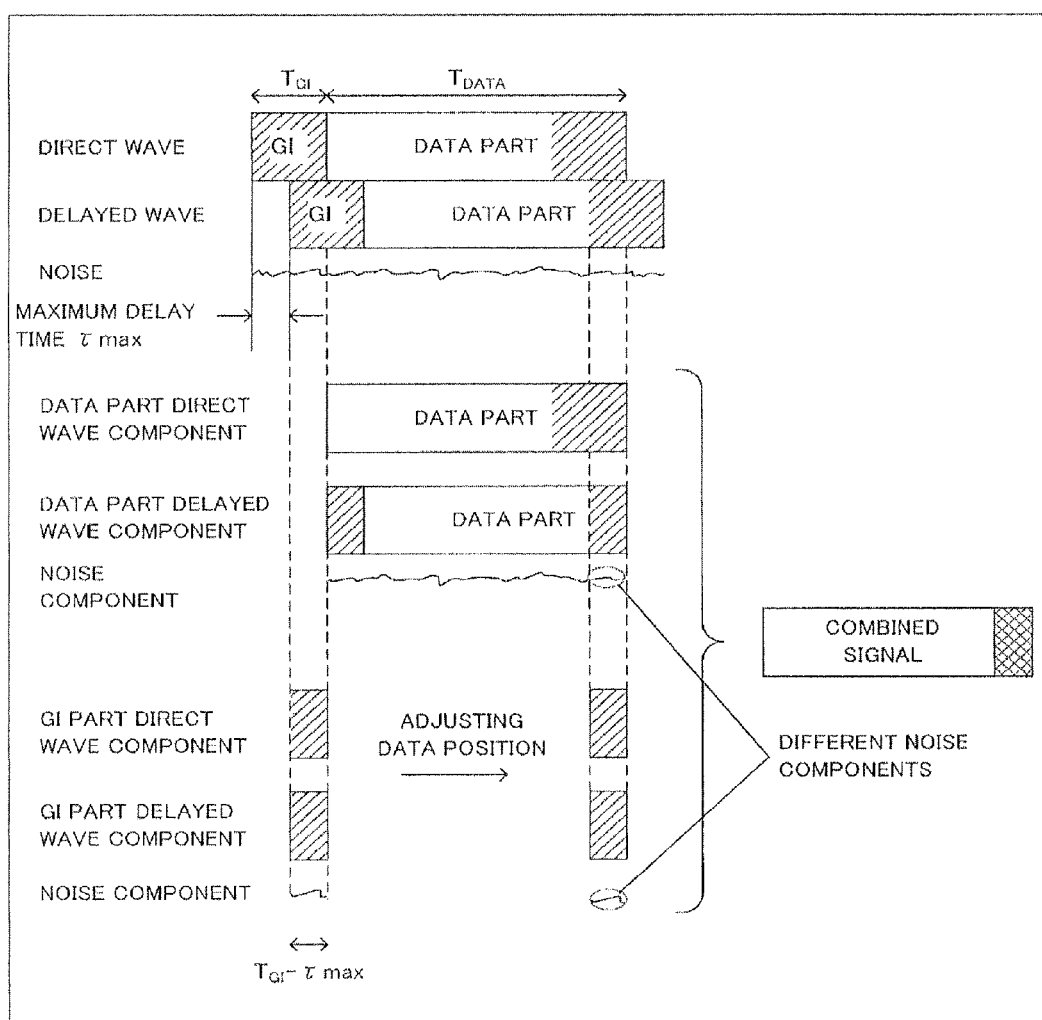 T_GI T_DATA
DIRECT WAVE
GI
DATA PART
DELAYED WAVE
GI
DATA PART
NOISE
MAXIMUM DELAY
TIME τ max
DATA PART DIRECT
WAVE COMPONENT
DATA PART
DATA PART DELAYED
WAVE COMPONENT
DATA PART
NOISE
COMPONENT
COMBINED
SIGNAL
GI PART DIRECT
WAVE COMPONENT
ADJUSTING
DATA POSITION
DIFFERENT NOISE
COMPONENTS
GI PART DELAYED
WAVE COMPONENT
NOISE COMPONENT
T_GI- τ max